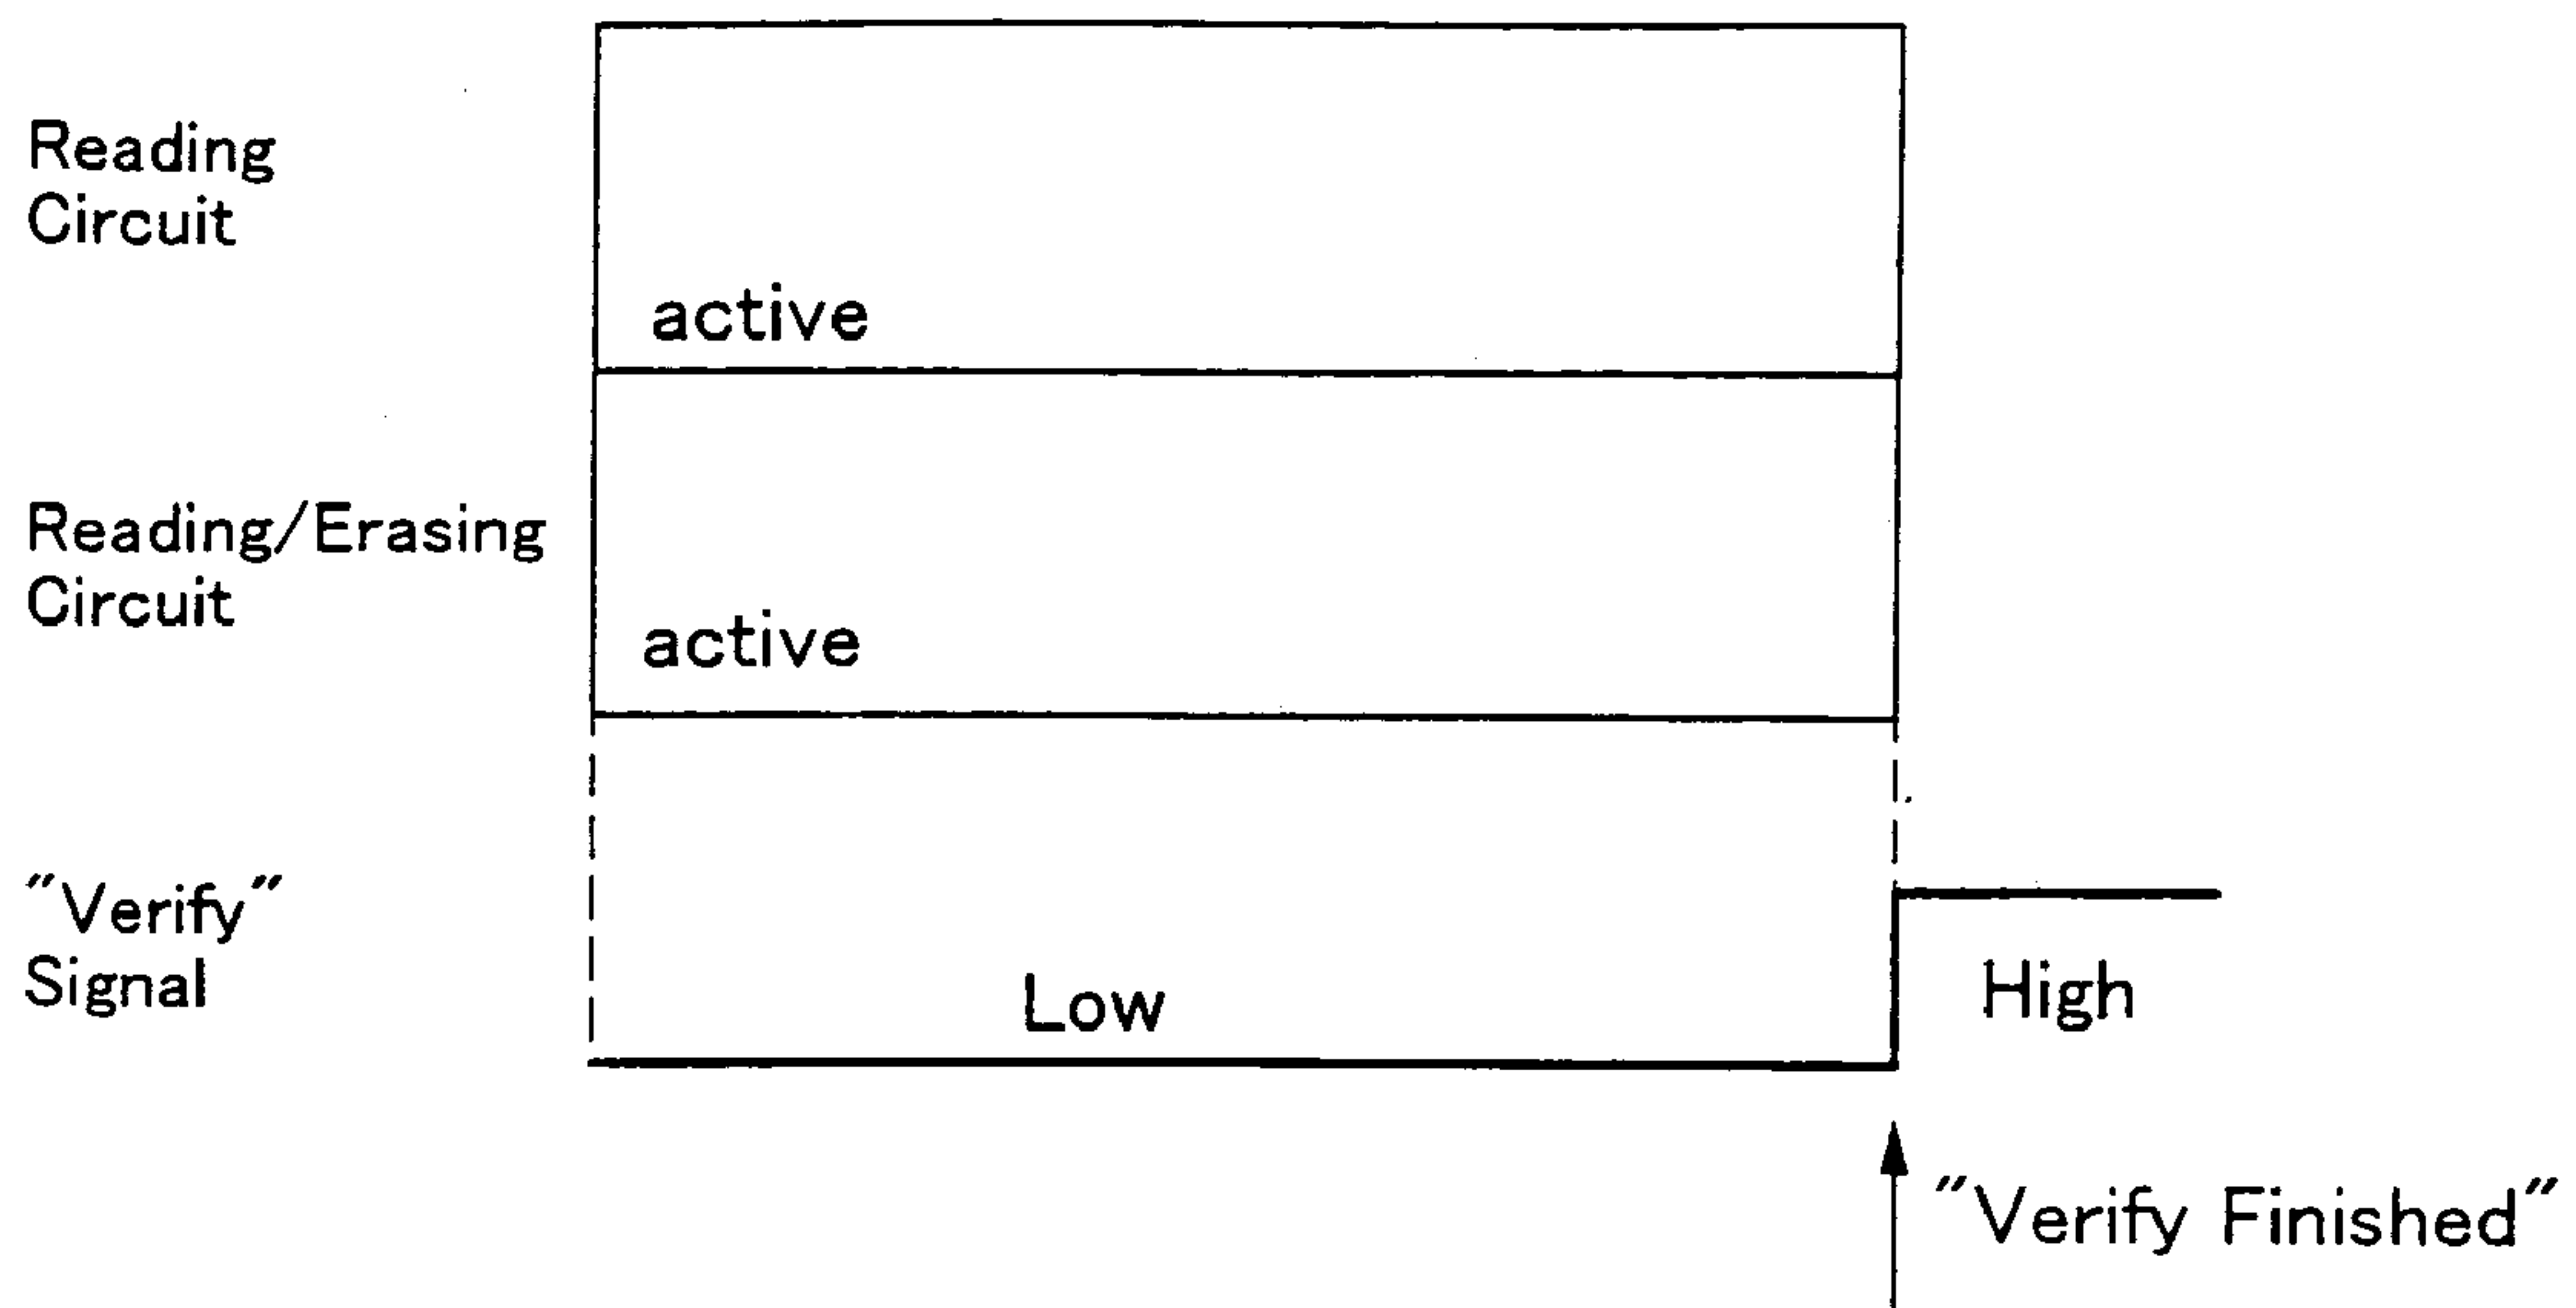 Reading
Circuit
active
Reading/Erasing
Circuit
active
"Verify"
Signal
Low
High
"Verify Finished"